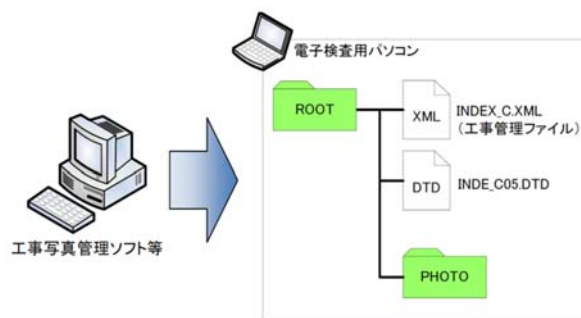 電子検査用パソコン
ROOT
XML
INDEX_C.XML
(工事管理ファイル)
DTD
INDE_C05.DTD
PHOTO
工事写真管理ソフト等